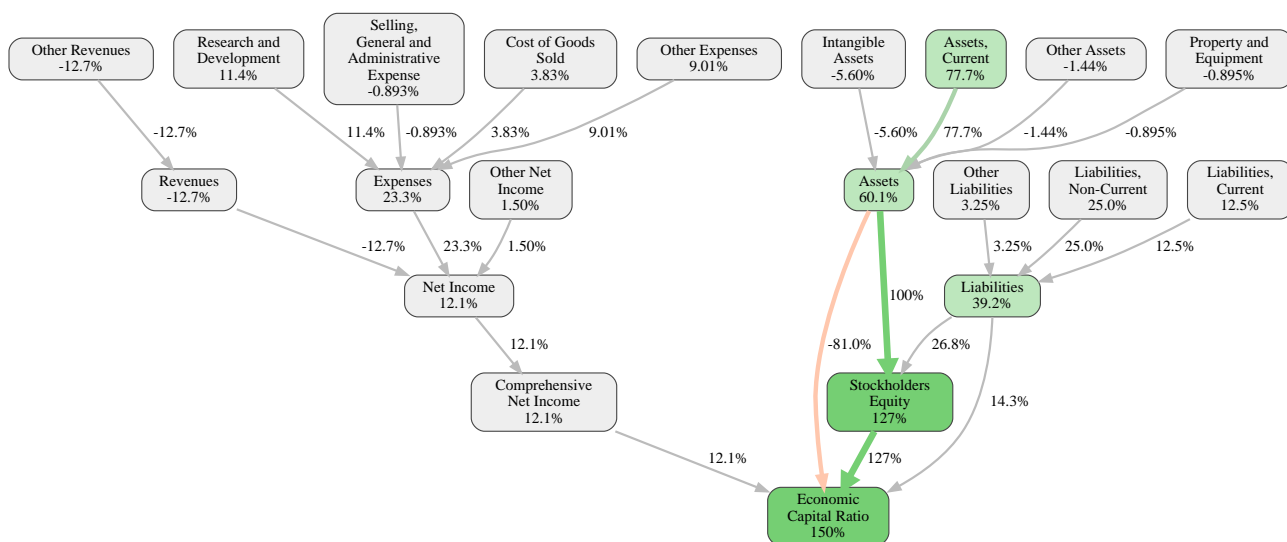 Other Revenues
-12.7%
Research and
Development
11.4%
Selling,
General and
Administrative
Expense
-0.893%
Cost of Goods
Sold
3.83%
Other Expenses
9.01%
Intangible
Assets
-5.60%
Assets,
Current
77.7%
Other Assets
-1.44%
Property and
Equipment
-0.895%
-12.7%
11.4%
-0.893%
3.83%
9.01%
-5.60%
77.7%
-1.44%
-0.895%
Revenues
-12.7%
Expenses
23.3%
Other Net
Income
1.50%
Assets
60.1%
Other
Liabilities
3.25%
Liabilities,
Non-Current
25.0%
Liabilities,
Current
12.5%
-12.7%
23.3%
1.50%
3.25%
25.0%
12.5%
Net Income
12.1%
100%
Liabilities
39.2%
12.1%
-81.0%
26.8%
Comprehensive
Net Income
12.1%
Stockholders
Equity
127%
14.3%
12.1%
127%
Economic
Capital Ratio
150%